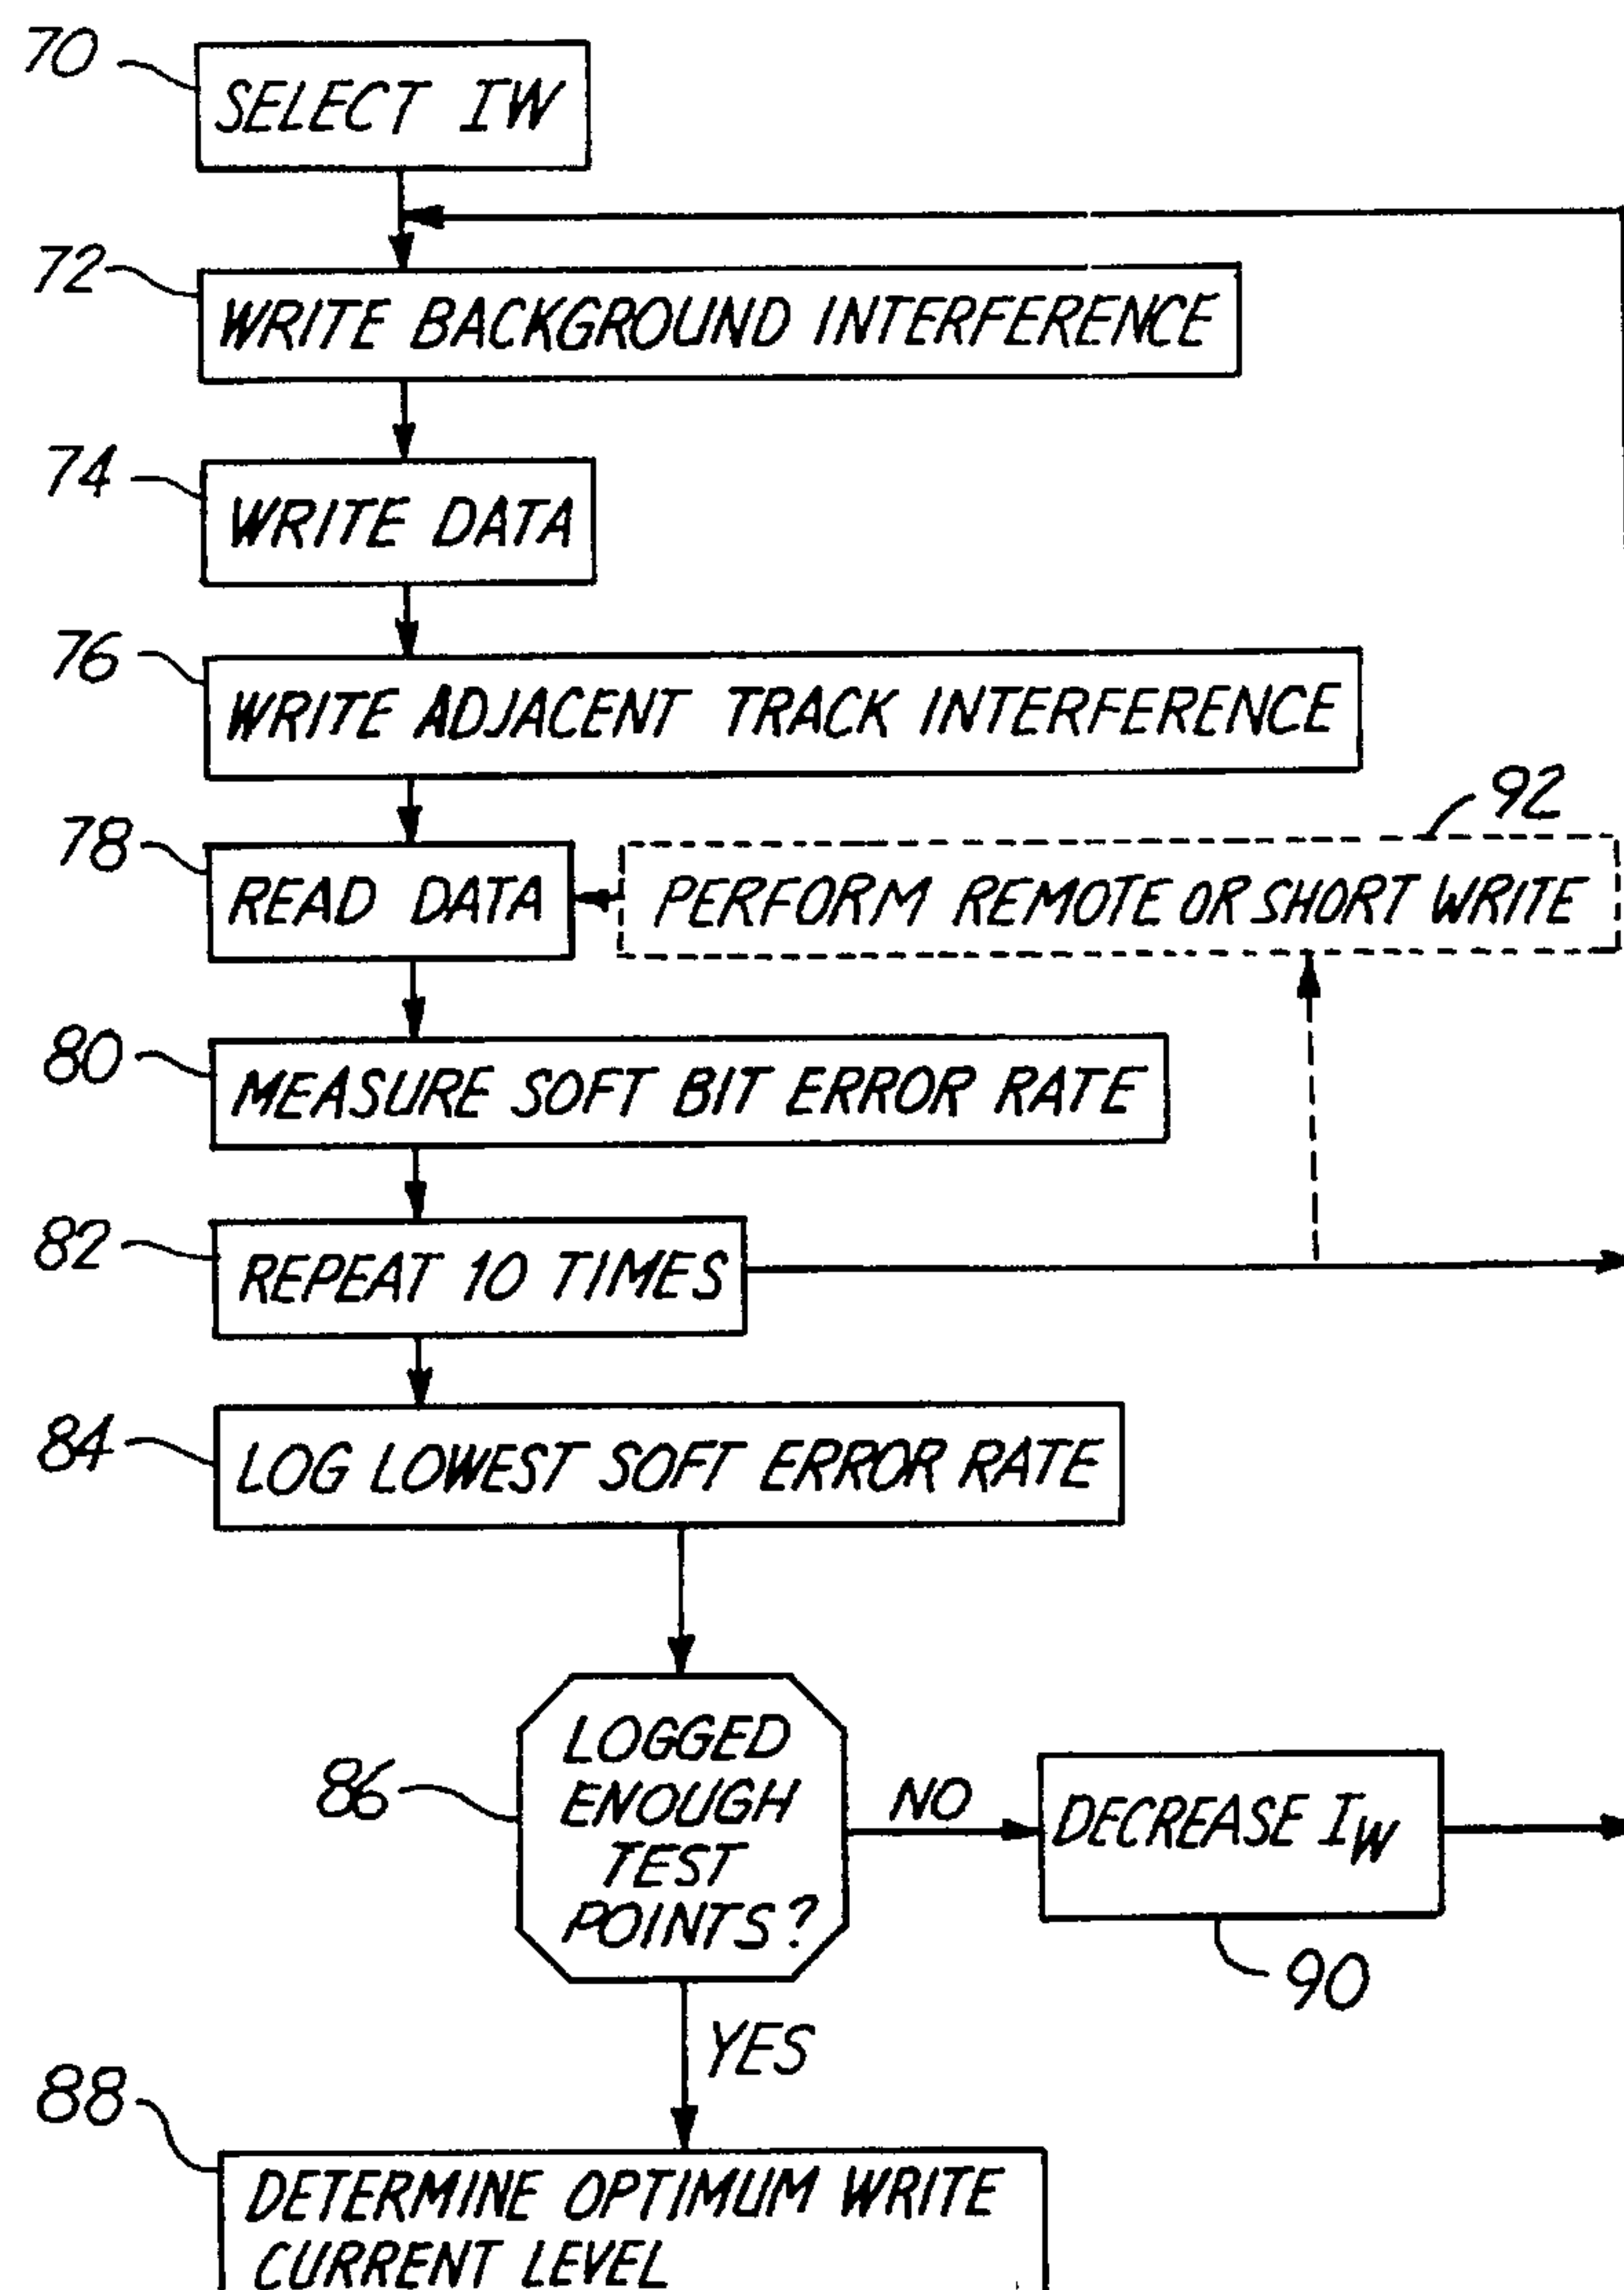 70
SELECT IW
72
WRITE BACKGROUND INTERFERENCE
74
WRITE DATA
76
WRITE ADJACENT TRACK INTERFERENCE
92
78
READ DATA
PERFORM REMOTE OR SHORT WRITE
80
MEASURE SOFT BIT ERROR RATE
82
REPEAT 10 TIMES
84
LOG LOWEST SOFT ERROR RATE
86
LOGGED
ENOUGH
TEST
POINTS?
NO
DECREASE IW
90
YES
88
DETERMINE OPTIMUM WRITE
CURRENT LEVEL